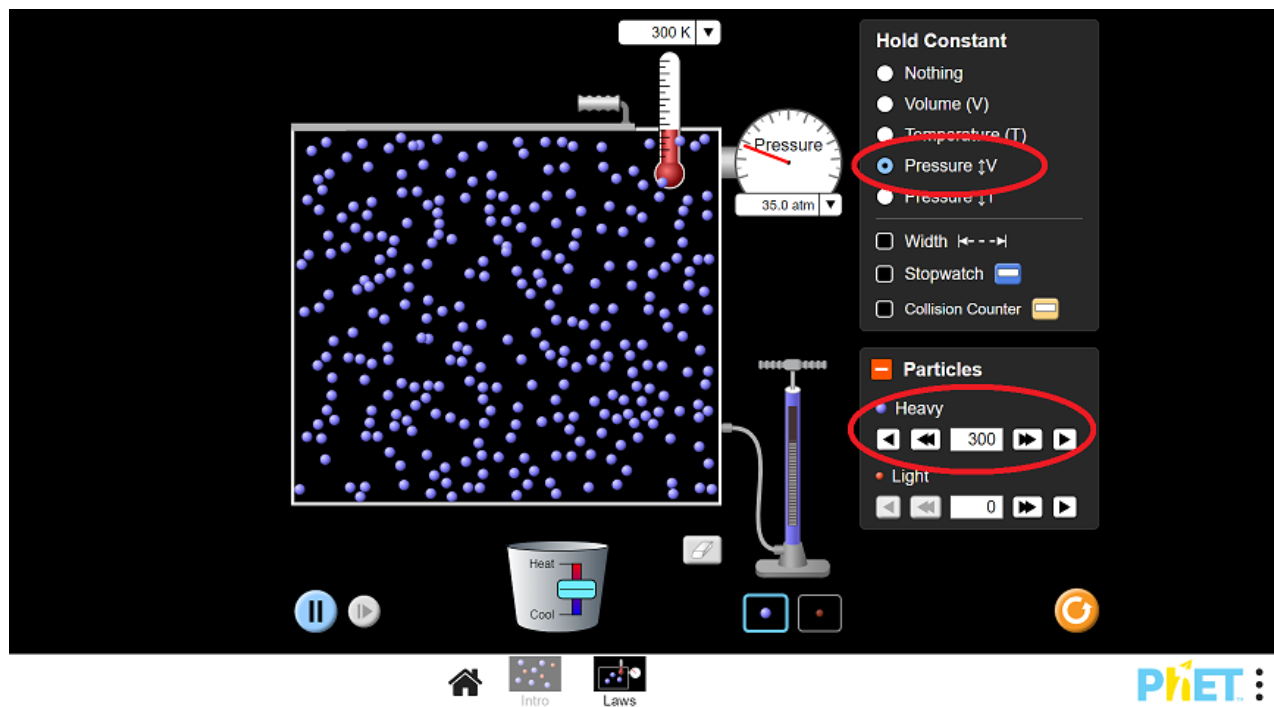 300 K
Pressure
35.0 atm
Hold Constant
Nothing
Volume (V)
Temperature (T)
Pressure ↕V
Pressure ↕T
Width
Stopwatch
Collision Counter
Particles
Heavy
300
Light
0
Heat
Cool
Intro
Laws
PhET